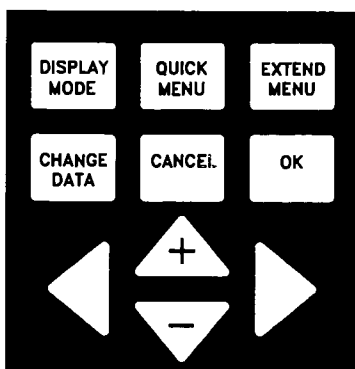 DISPLAY
MODE
QUICK
MENU
EXTEND
MENU
CHANGE
DATA
CANCEL
OK
+
−